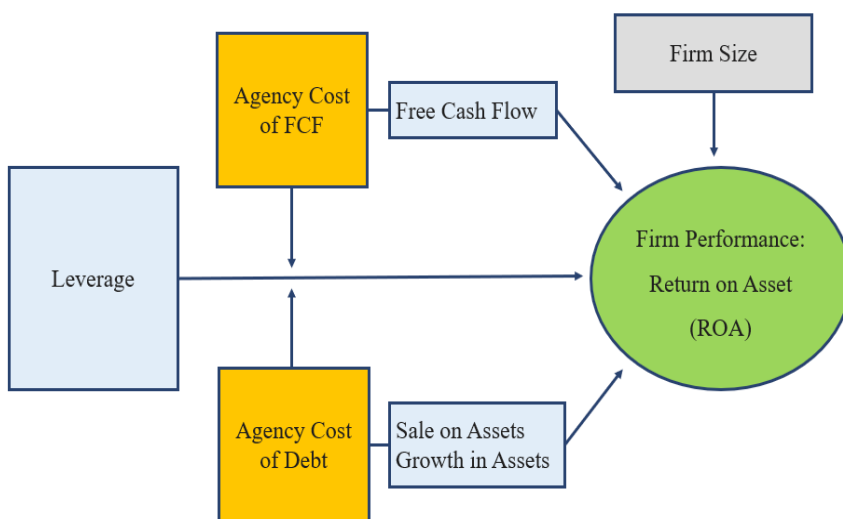 Firm Size
Agency Cost
of FCF
Free Cash Flow
Leverage
Firm Performance:
Return on Asset
(ROA)
Agency Cost
of Debt
Sale on Assets
Growth in Assets